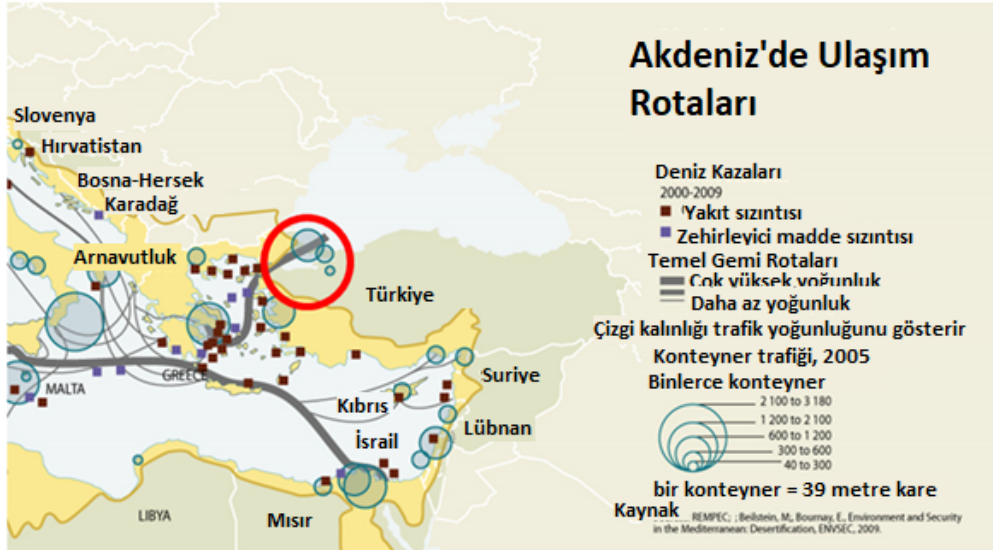 Akdeniz'de Ulaşım
Rotaları
Slovenya
Hırvatistan
Bosna-Hersek
Karadağ
Arnavutluk
Türkiye
MALTA
GREECE
Kıbrıs
Suriye
İsrail
Lübnan
LIBYA
Mısır
Deniz Kazaları
2000-2009
Yakıt sızıntısı
Zehirleyici madde sızıntısı
Temel Gemi Rotaları
Çok yüksek yoğunluk
Daha az yoğunluk
Çizgi kalınlığı trafik yoğunluğunu gösterir
Konteyner trafiği, 2005
Binlerce konteyner
2 100 to 3 180
1 200 to 2 100
600 to 1 200
300 to 600
40 to 300
bir konteyner = 39 metre kare
Kaynak
REMPEC; ; Beilstein, M; Bournay, E., Environment and Security
in the Mediterranean: Desertification, ENVSEC, 2009.